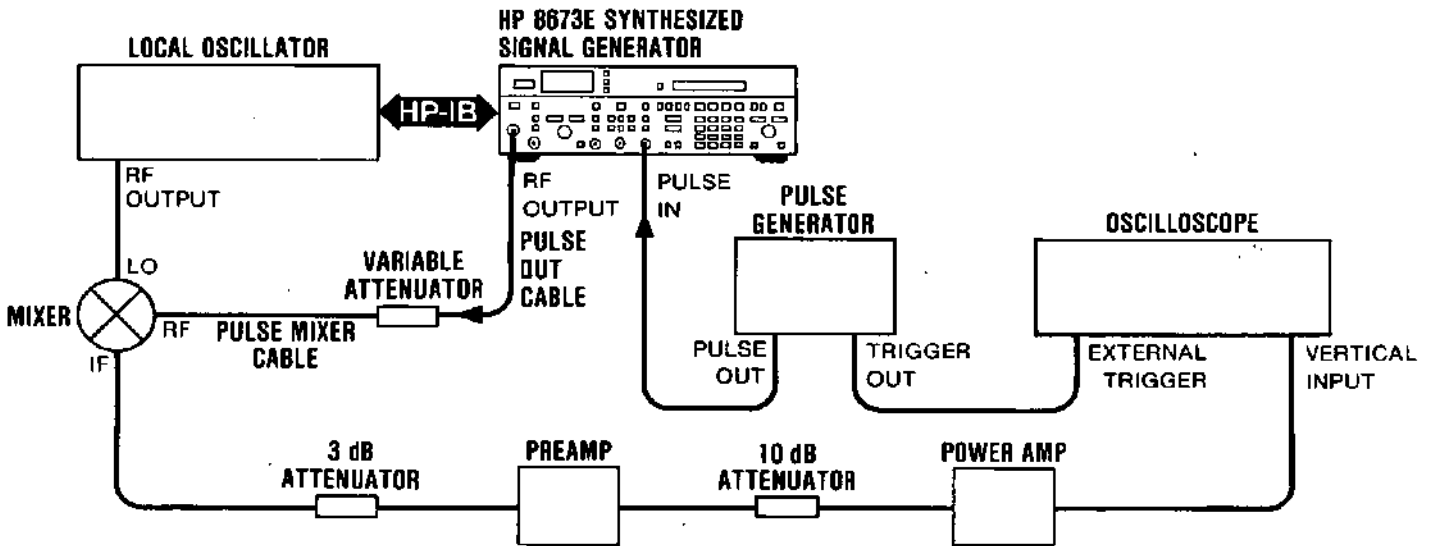 HP 8673E SYNTHESIZED
SIGNAL GENERATOR
LOCAL OSCILLATOR
HP-IB
RF
OUTPUT
RF
OUTPUT
PULSE
IN
PULSE
OUT
CABLE
PULSE
GENERATOR
OSCILLOSCOPE
LO
VARIABLE
ATTENUATOR
MIXER
RF
PULSE MIXER
CABLE
IF
PULSE
OUT
TRIGGER
OUT
EXTERNAL
TRIGGER
VERTICAL
INPUT
3 dB
ATTENUATOR
PREAMP
10 dB
ATTENUATOR
POWER AMP